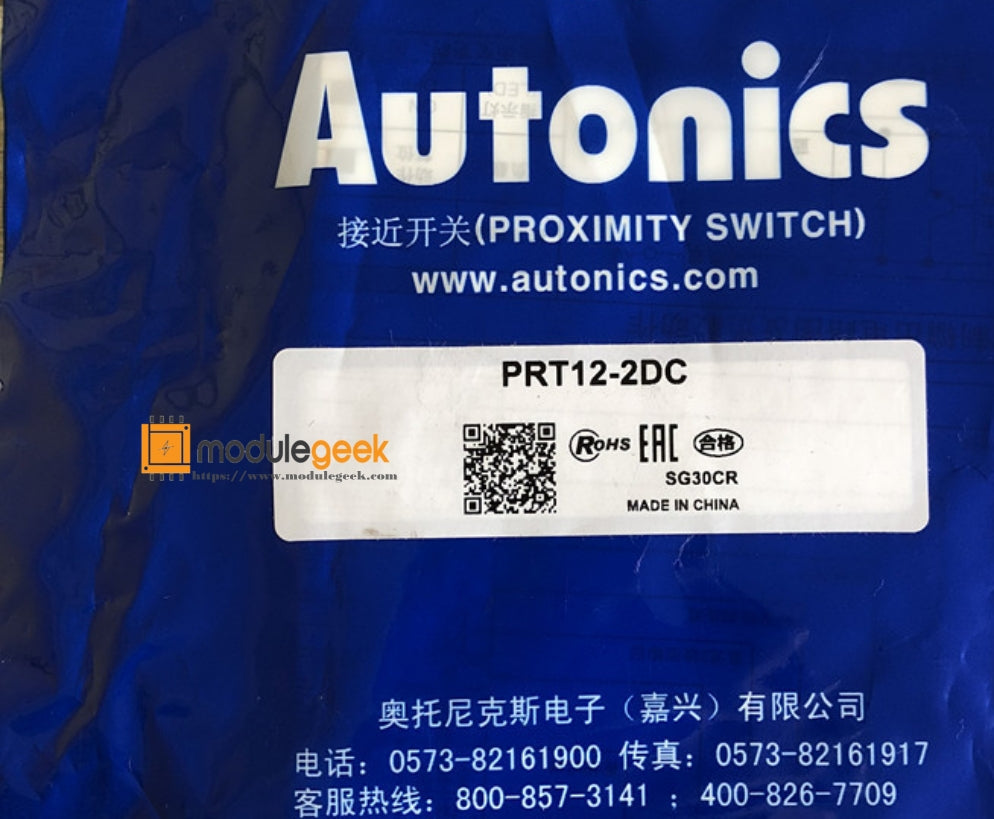 Autonics
接近开关(PROXIMITY SWITCH)
www.autonics.com
PRT12-2DC
RoHS EAC 合格
SG30CR
MADE IN CHINA
modulegeek
https://www.modulegeek.com
奥托尼克斯电子（嘉兴）有限公司
电话：0573-82161900 传真：0573-82161917
客服热线：800-857-3141 ；400-826-7709